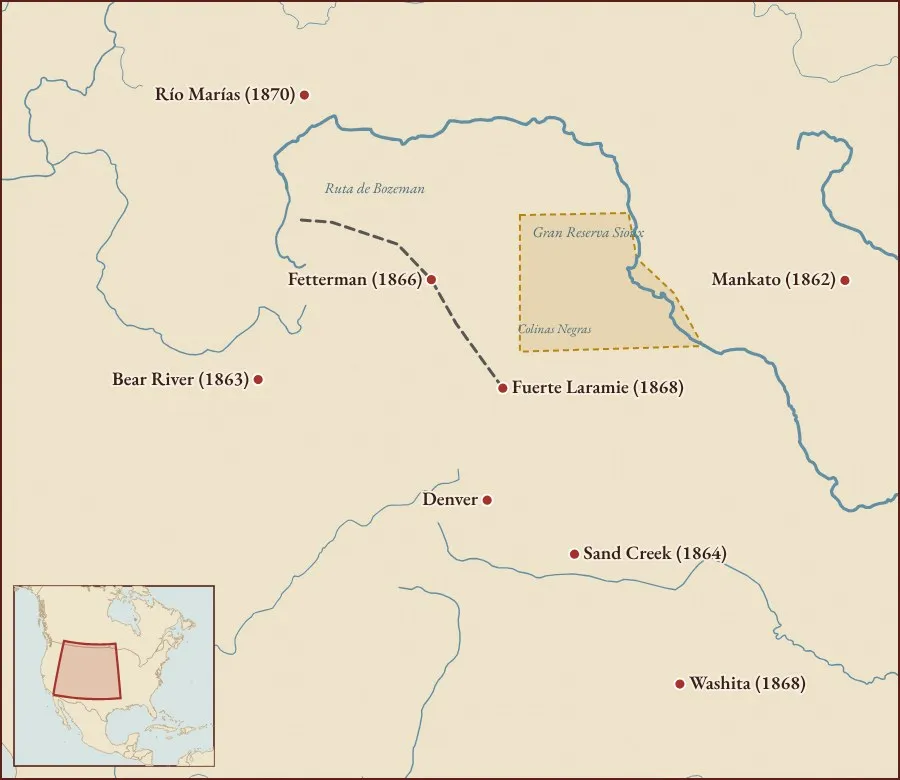 Río Marías (1870)
Ruta de Bozeman
Gran Reserva Sioux
Fetterman (1866)
Mankato (1862)
Colinas Negras
Bear River (1863)
Fuerte Laramie (1868)
Denver
Sand Creek (1864)
Washita (1868)